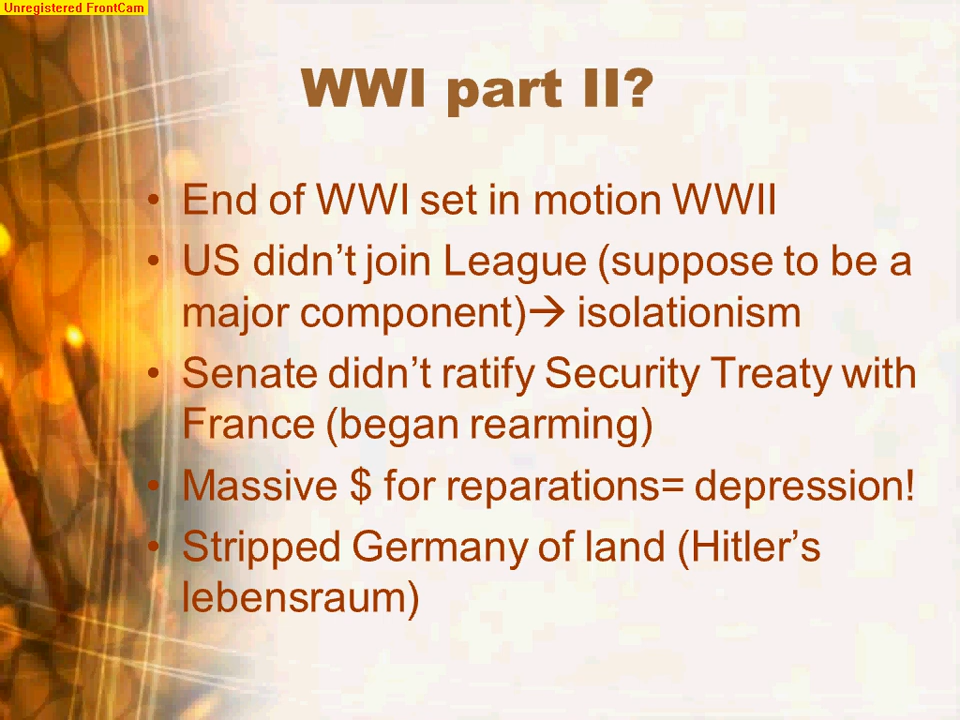 Unregistered FrontCam
WWI part II?
• End of WWI set in motion WWII
• US didn’t join League (suppose to be a
major component)→ isolationism
• Senate didn’t ratify Security Treaty with
France (began rearming)
• Massive $ for reparations= depression!
• Stripped Germany of land (Hitler’s
lebensraum)